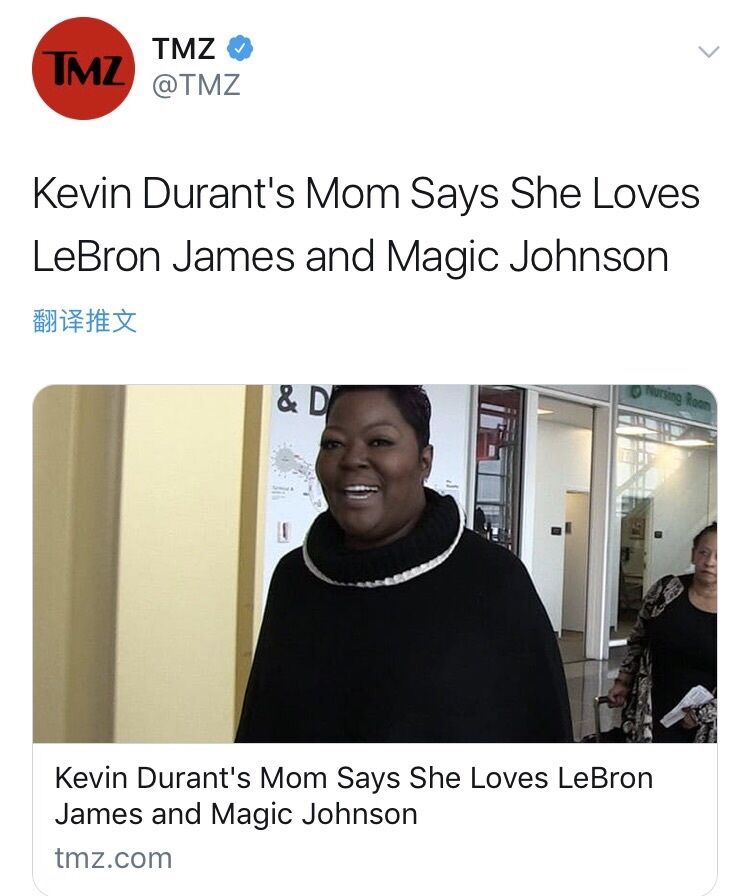 TMZ
TMZ
@TMZ
Kevin Durant's Mom Says She Loves
LeBron James and Magic Johnson
翻译推文
& D
Nursing Room
Kevin Durant's Mom Says She Loves LeBron
James and Magic Johnson
tmz.com